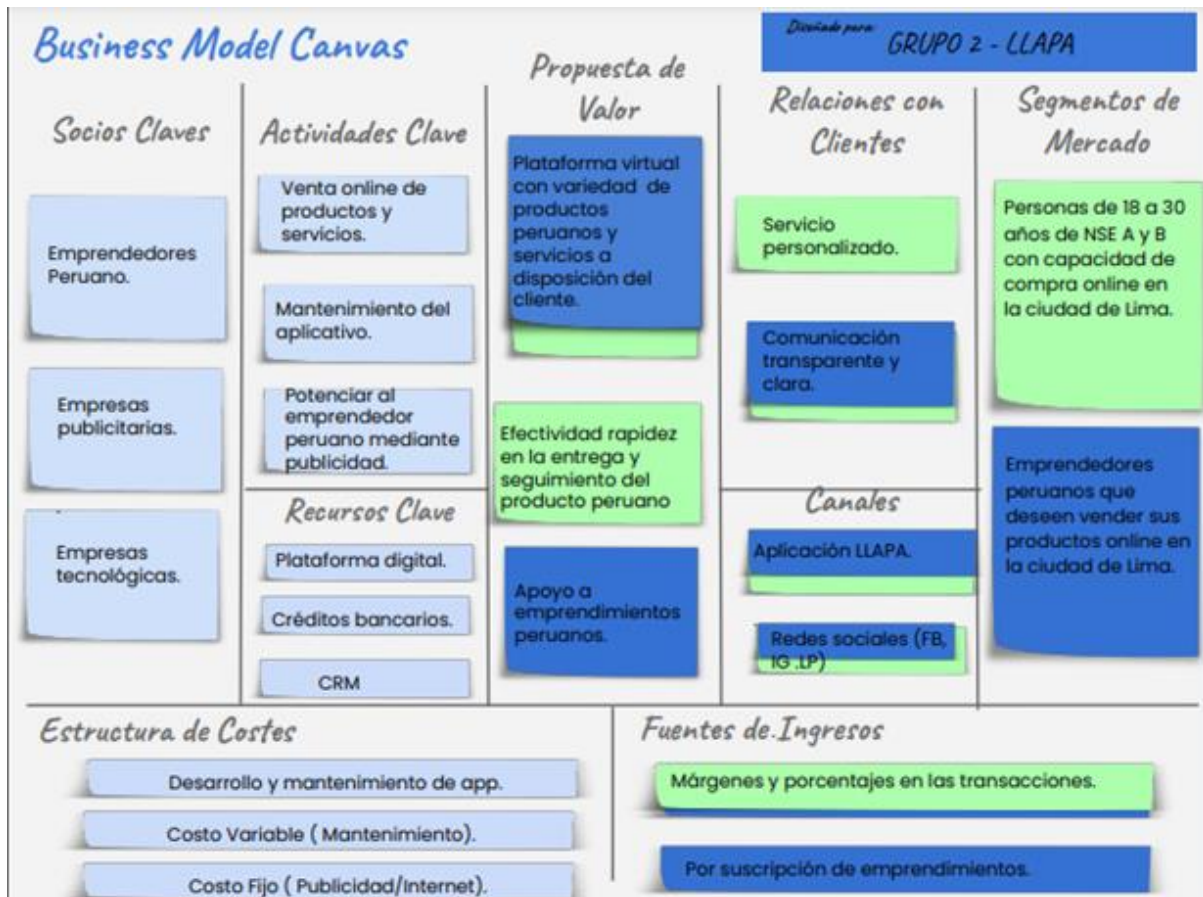 Business Model Canvas
Diseñado para:
GRUPO 2 - LLAPA
Socios Claves
Emprendedores
Peruano.
Empresas
publicitarias.
Empresas
tecnológicas.
Actividades Clave
Venta online de
productos y
servicios.
Mantenimiento del
aplicativo.
Potenciar al
emprendedor
peruano mediante
publicidad.
Recursos Clave
Plataforma digital.
Créditos bancarios.
CRM
Propuesta de
Valor
Plataforma virtual
con variedad de
productos
peruanos y
servicios a
disposición del
cliente.
Efectividad rapidez
en la entrega y
seguimiento del
producto peruano
Apoyo a
emprendimientos
peruanos.
Relaciones con
Clientes
Servicio
personalizado.
Comunicación
transparente y
clara.
Canales
Aplicación LLAPA.
Redes sociales (FB,
IG .LP)
Segmentos de
Mercado
Personas de 18 a 30
años de NSE A y B
con capacidad de
compra online en
la ciudad de Lima.
Emprendedores
peruanos que
deseen vender sus
productos online en
la ciudad de Lima.
Estructura de Costes
Desarrollo y mantenimiento de app.
Costo Variable ( Mantenimiento).
Costo Fijo ( Publicidad/Internet).
Fuentes de.Ingresos
Márgenes y porcentajes en las transacciones.
Por suscripción de emprendimientos.